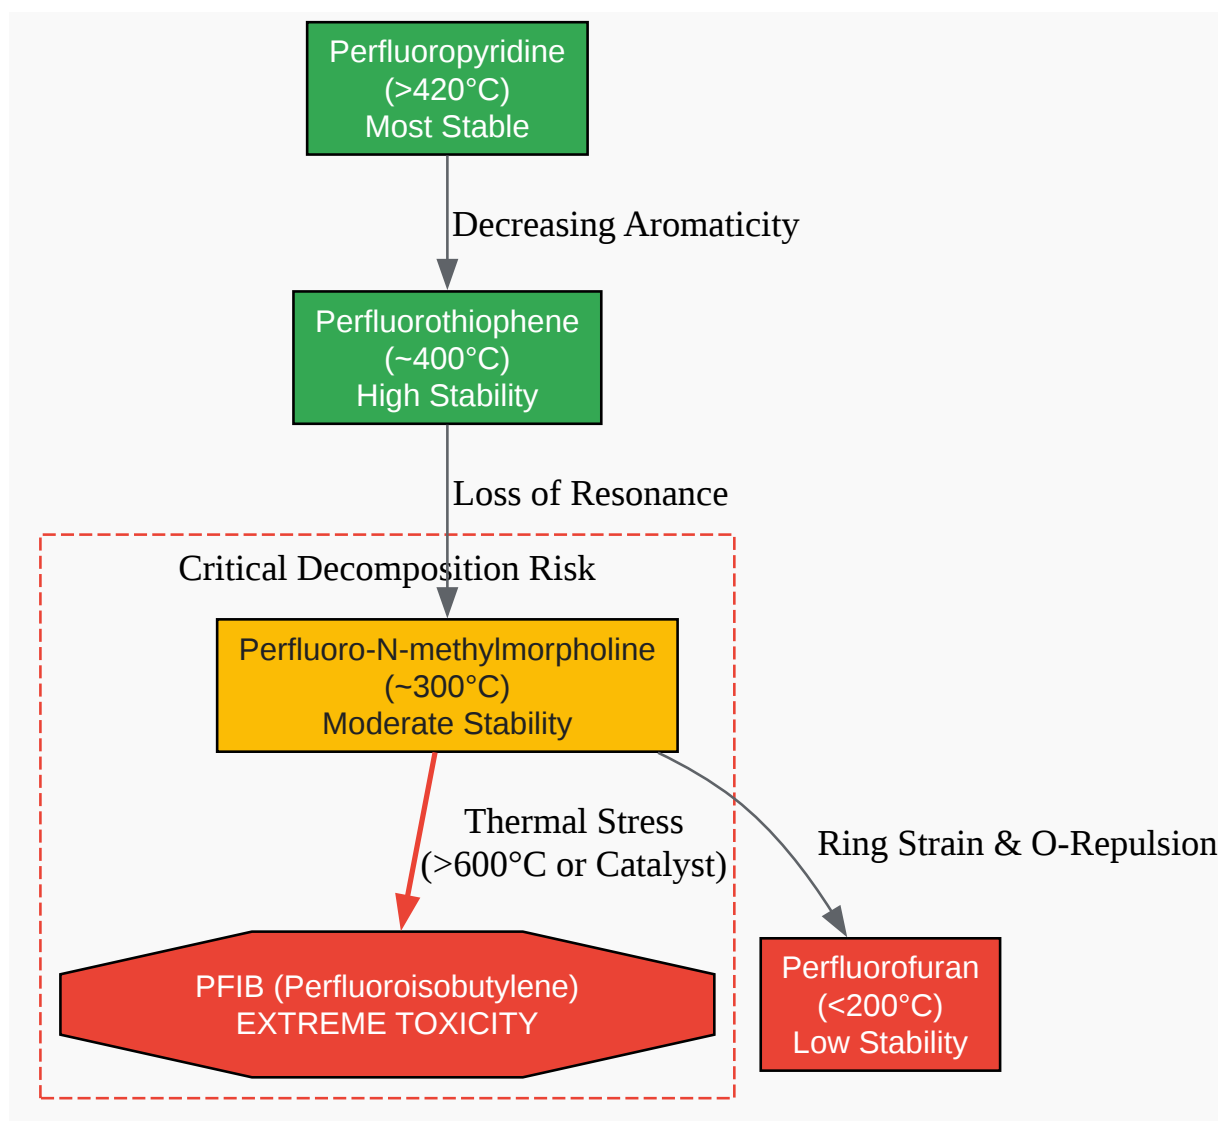 Perfluoropyridine
(>420°C)
Most Stable
Decreasing Aromaticity
Perfluorothiophene
(~400°C)
High Stability
Loss of Resonance
Critical Decomposition Risk
Perfluoro-N-methylmorpholine
(~300°C)
Moderate Stability
Thermal Stress
(>600°C or Catalyst)
Ring Strain & O-Repulsion
PFIB (Perfluoroisobutylene)
EXTREME TOXICITY
Perfluorofuran
(<200°C)
Low Stability